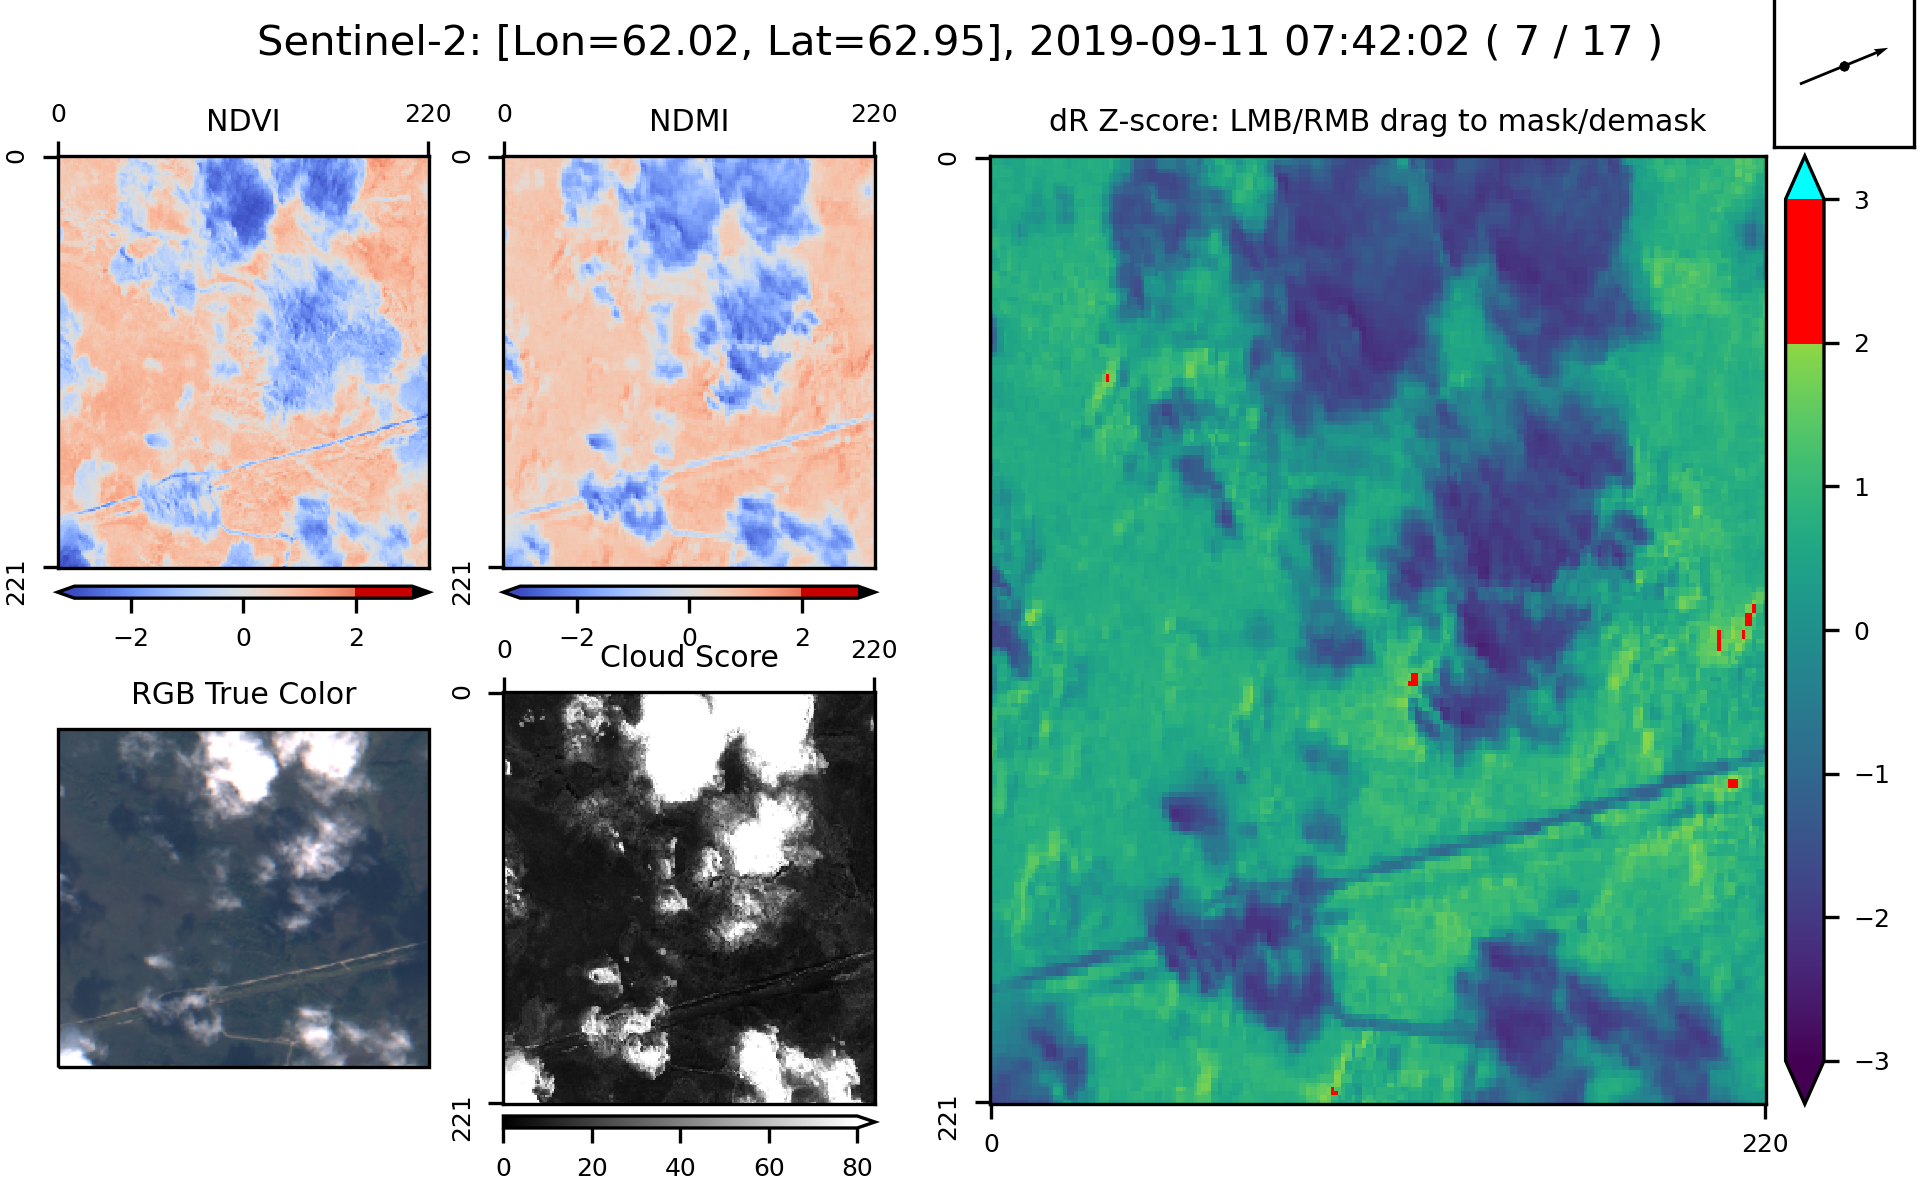 Sentinel-2: [Lon=62.02, Lat=62.95], 2019-09-11 07:42:02 ( 7 / 17 )
0 NDVI 220
0
221
−2 0 2
0 NDMI 220
0
221
−2 0 2
RGB True Color
0 Cloud Score 220
0
221
0 20 40 60 80
dR Z-score: LMB/RMB drag to mask/demask
0
221
0 220
3
2
1
0
−1
−2
−3